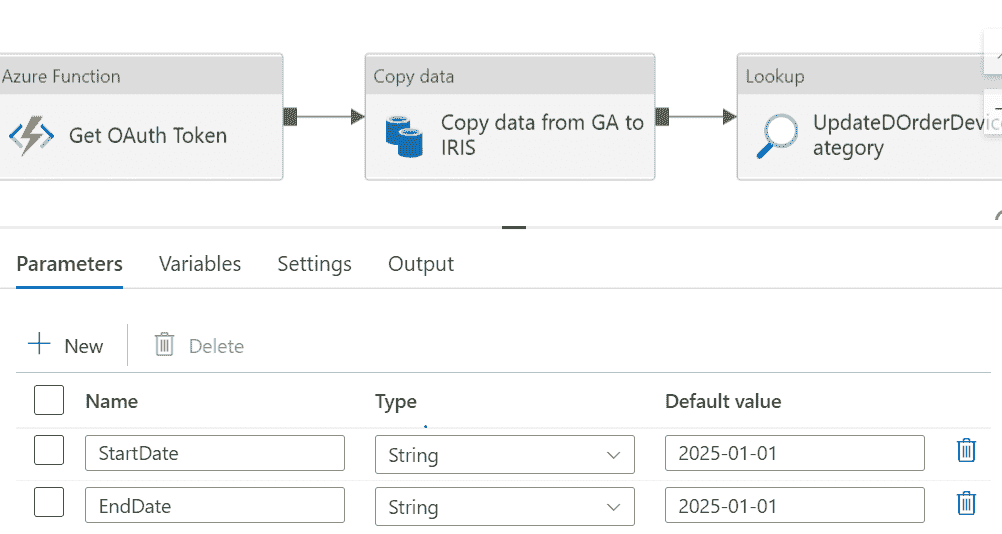 Azure Function
Copy data
Lookup
Get OAuth Token
Copy data from GA to
IRIS
UpdateDOrderDevice
ategory
Parameters
Variables
Settings
Output
New
Delete
Name
Type
Default value
StartDate
String
2025-01-01
EndDate
String
2025-01-01